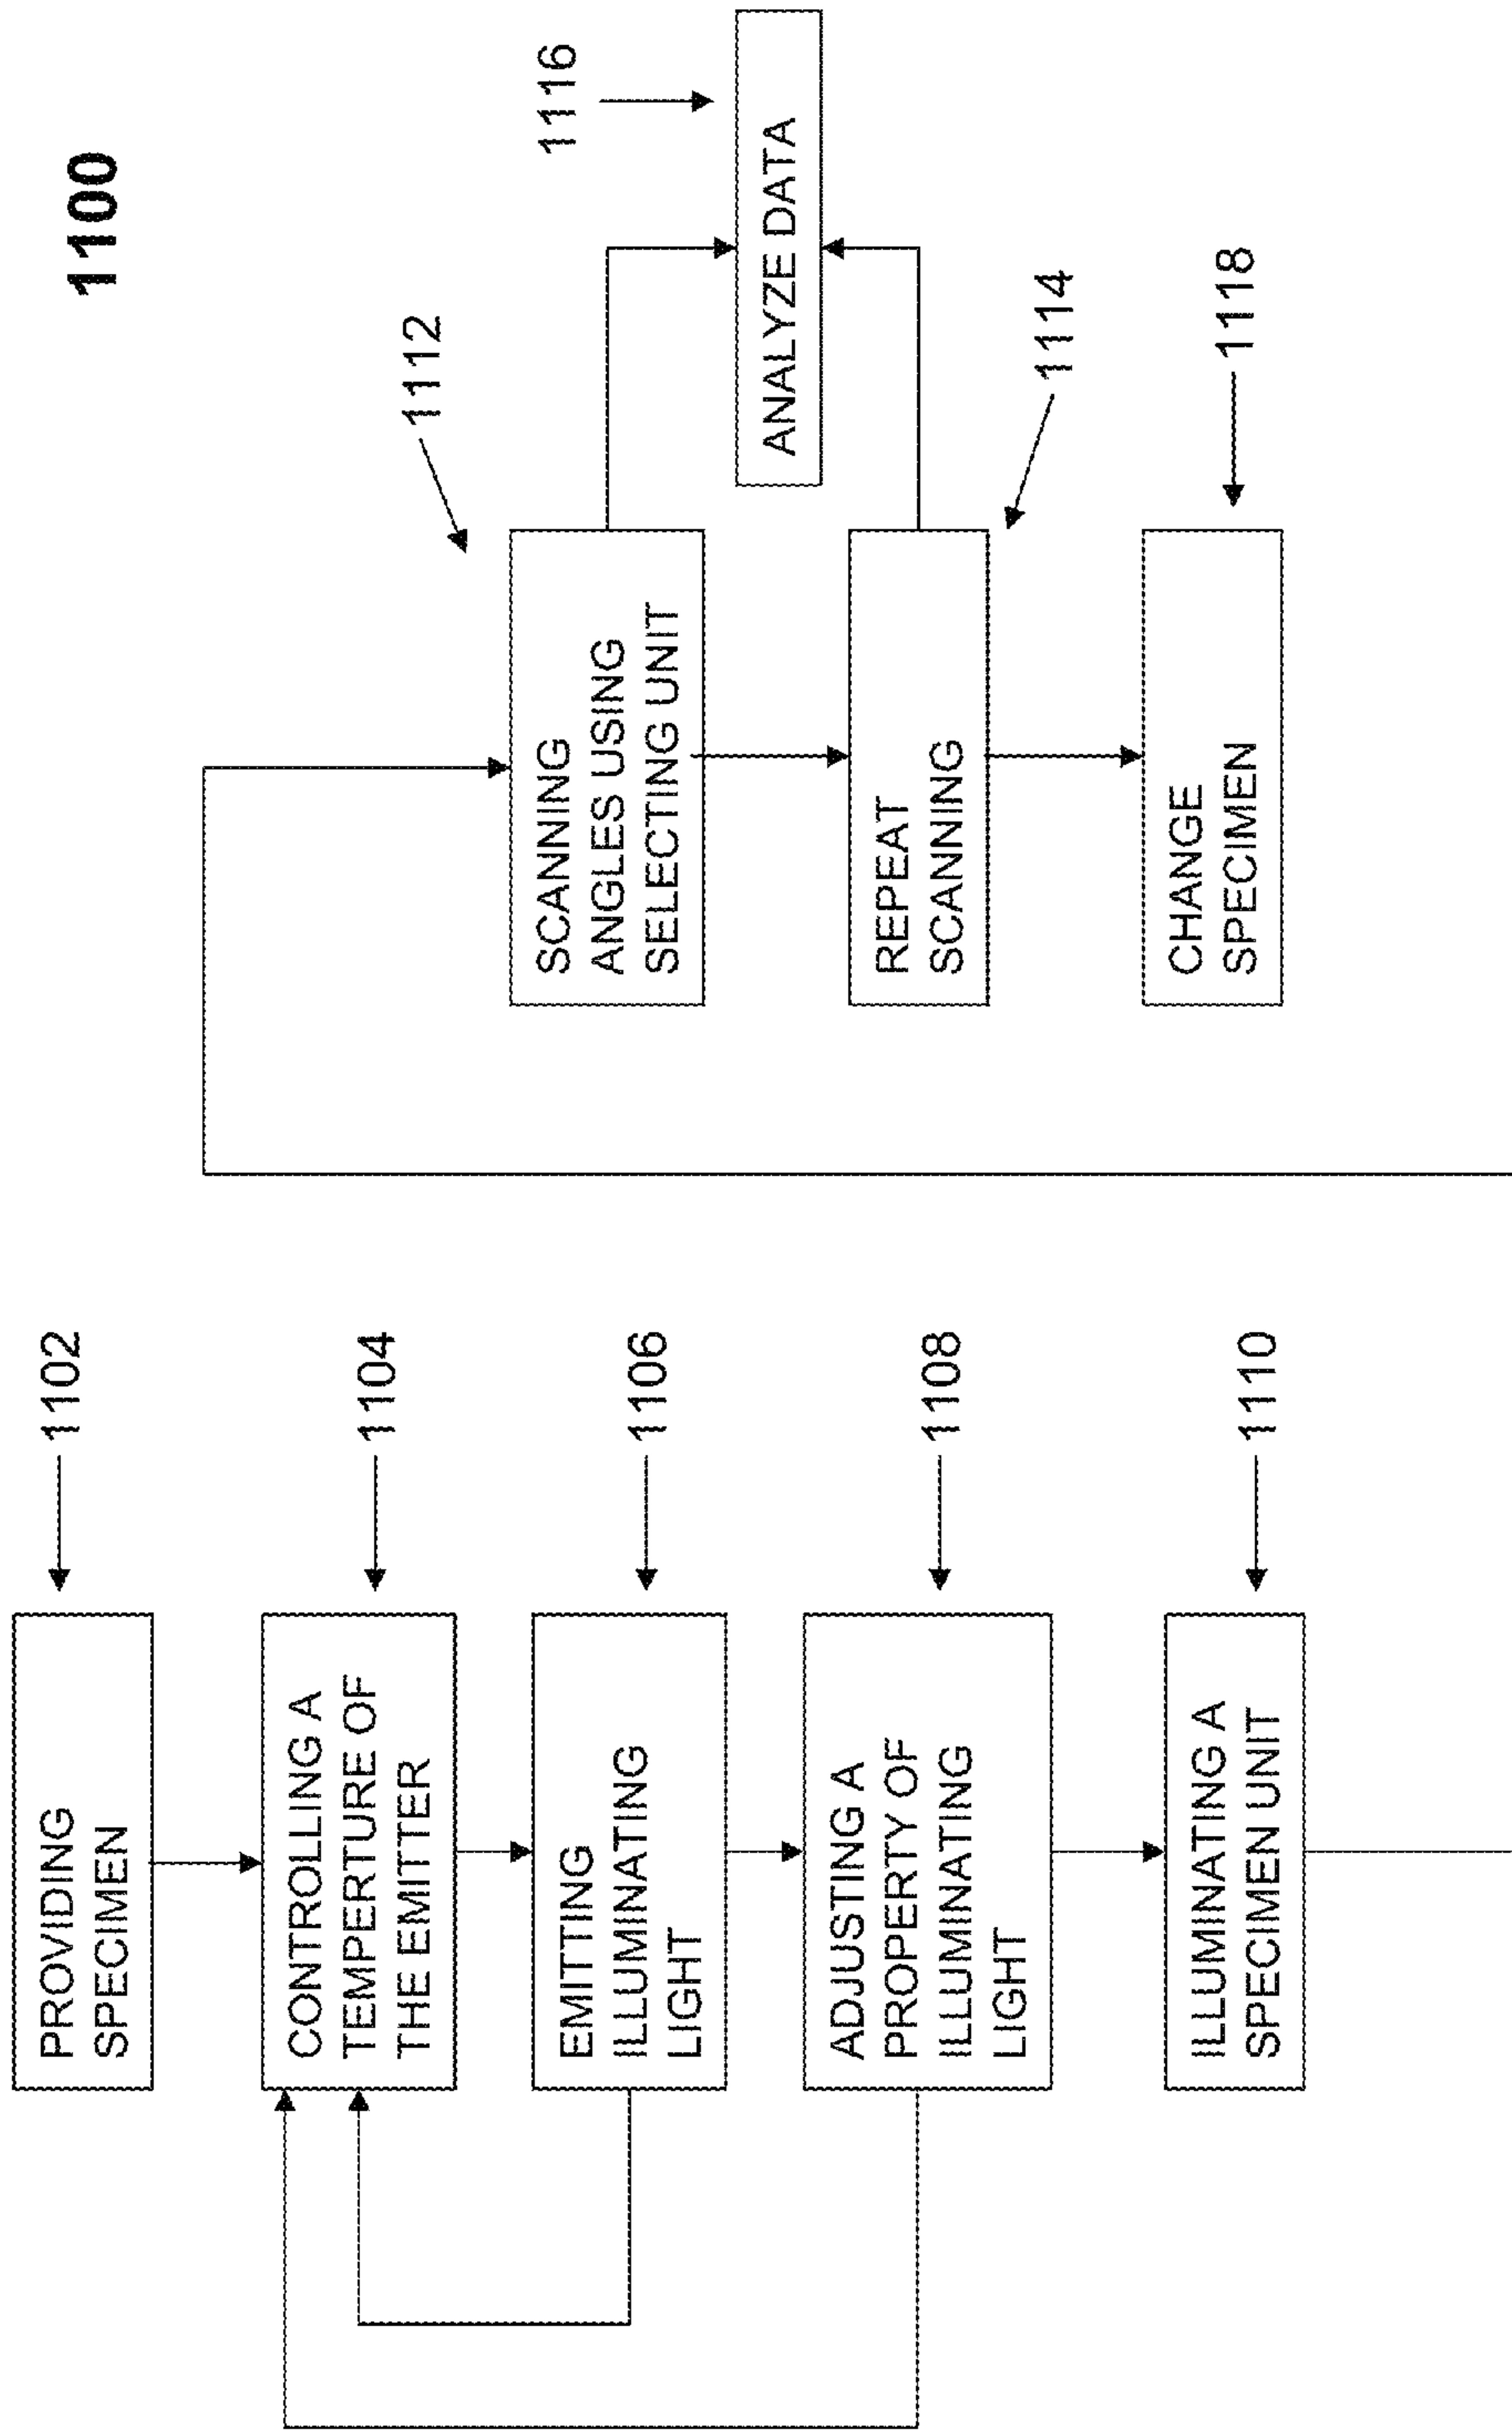 1100
PROVIDING
SPECIMEN
1102
CONTROLLING A
TEMPERTURE OF
THE EMITTER
1104
EMITTING
ILLUMINATING
LIGHT
1106
ADJUSTING A
PROPERTY OF
ILLUMINATING
LIGHT
1108
ILLUMINATING A
SPECIMEN UNIT
1110
1112
SCANNING
ANGLES USING
SELECTING UNIT
1116
ANALYZE DATA
REPEAT
SCANNING
1114
CHANGE
SPECIMEN
1118